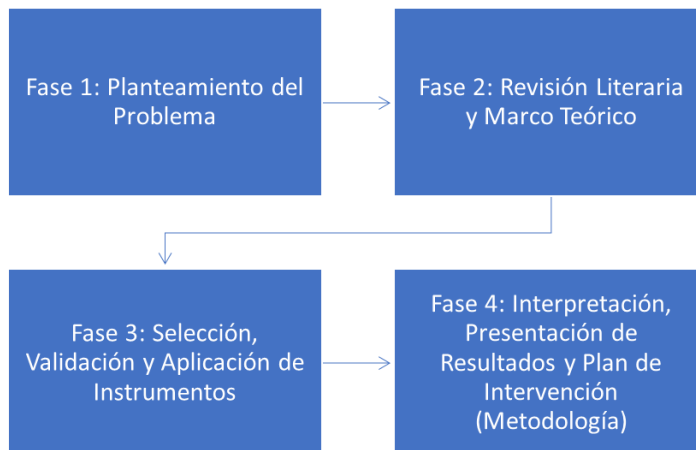 Fase 1: Planteamiento del
Problema
Fase 2: Revisión Literaria
y Marco Teórico
Fase 3: Selección,
Validación y Aplicación de
Instrumentos
Fase 4: Interpretación,
Presentación de
Resultados y Plan de
Intervención
(Metodología)